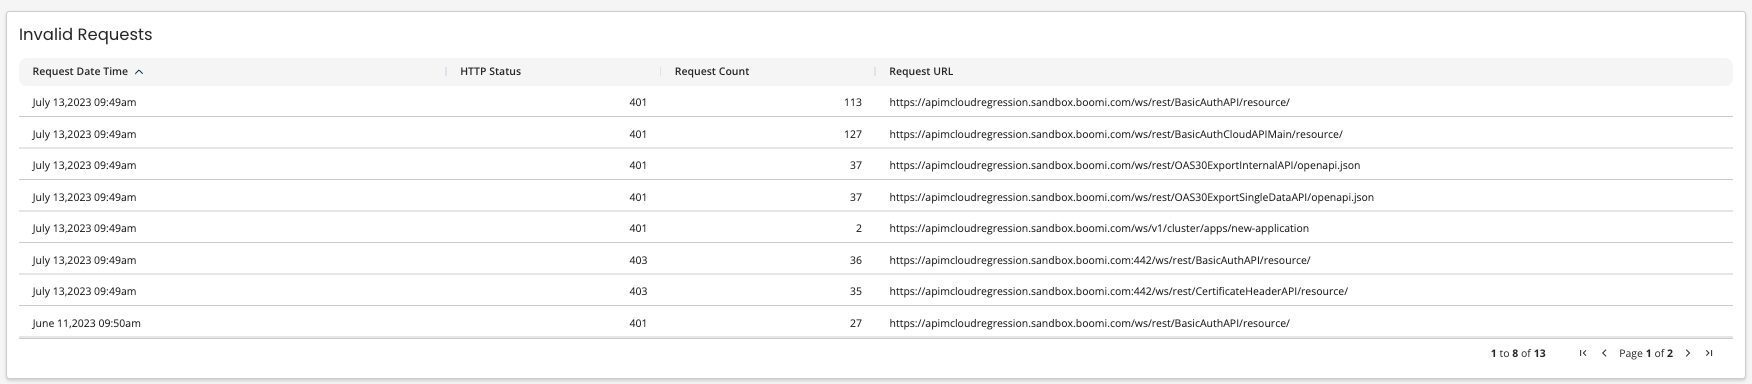 Invalid Requests
Request Date Time HTTP Status Request Count Request URL
July 13,2023 09:49am 401 113 https://apimcloudregression.sandbox.boomi.com/ws/rest/BasicAuthAPI/resource/
July 13,2023 09:49am 401 127 https://apimcloudregression.sandbox.boomi.com/ws/rest/BasicAuthCloudAPIMain/resource/
July 13,2023 09:49am 401 37 https://apimcloudregression.sandbox.boomi.com/ws/rest/OAS30ExportInternalAPI/openapi.json
July 13,2023 09:49am 401 37 https://apimcloudregression.sandbox.boomi.com/ws/rest/OAS30ExportSingleDataAPI/openapi.json
July 13,2023 09:49am 401 2 https://apimcloudregression.sandbox.boomi.com/ws/v1/cluster/apps/new-application
July 13,2023 09:49am 403 36 https://apimcloudregression.sandbox.boomi.com:442/ws/rest/BasicAuthAPI/resource/
July 13,2023 09:49am 403 35 https://apimcloudregression.sandbox.boomi.com:442/ws/rest/CertificateHeaderAPI/resource/
June 11,2023 09:50am 401 27 https://apimcloudregression.sandbox.boomi.com/ws/rest/BasicAuthAPI/resource/
1 to 8 of 13 Page 1 of 2